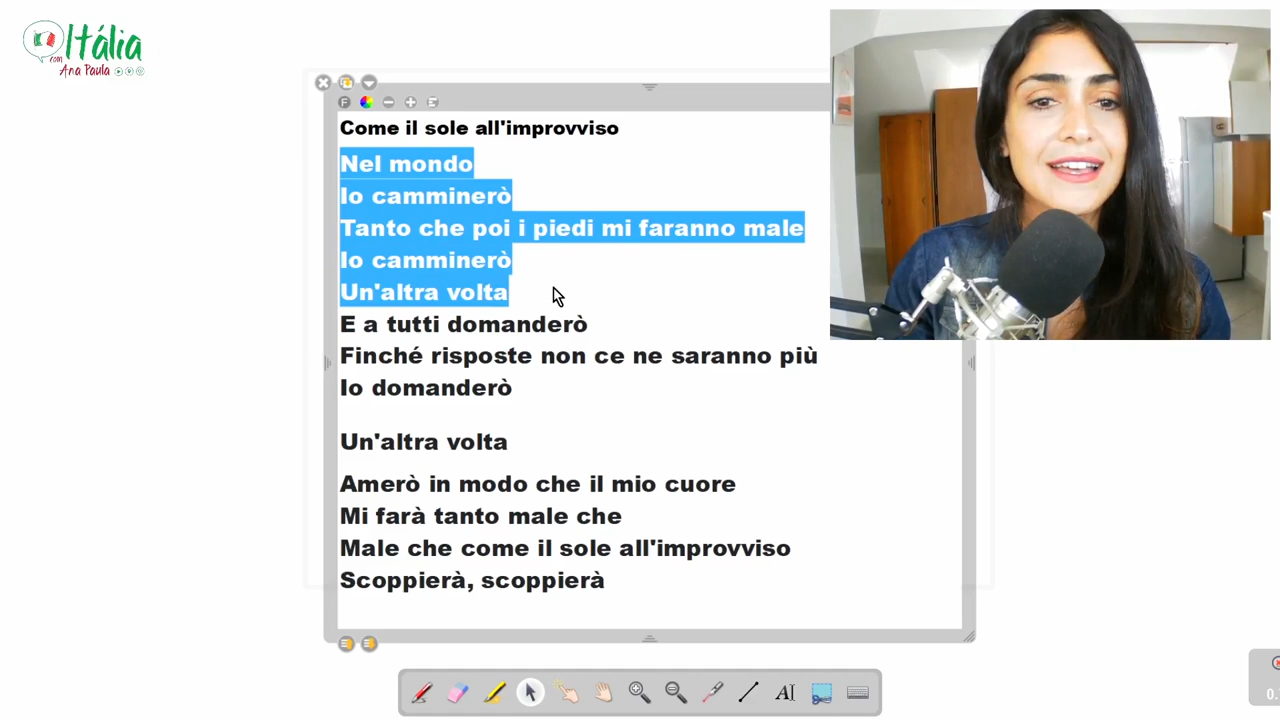 Itália
com
Ana Paula
Come il sole all'improvviso
Nel mondo
Io camminerò
Tanto che poi i piedi mi faranno male
Io camminerò
Un'altra volta
E a tutti domanderò
Finché risposte non ce ne saranno più
Io domanderò
Un'altra volta
Amerò in modo che il mio cuore
Mi farà tanto male che
Male che come il sole all'improvviso
Scoppierà, scoppierà